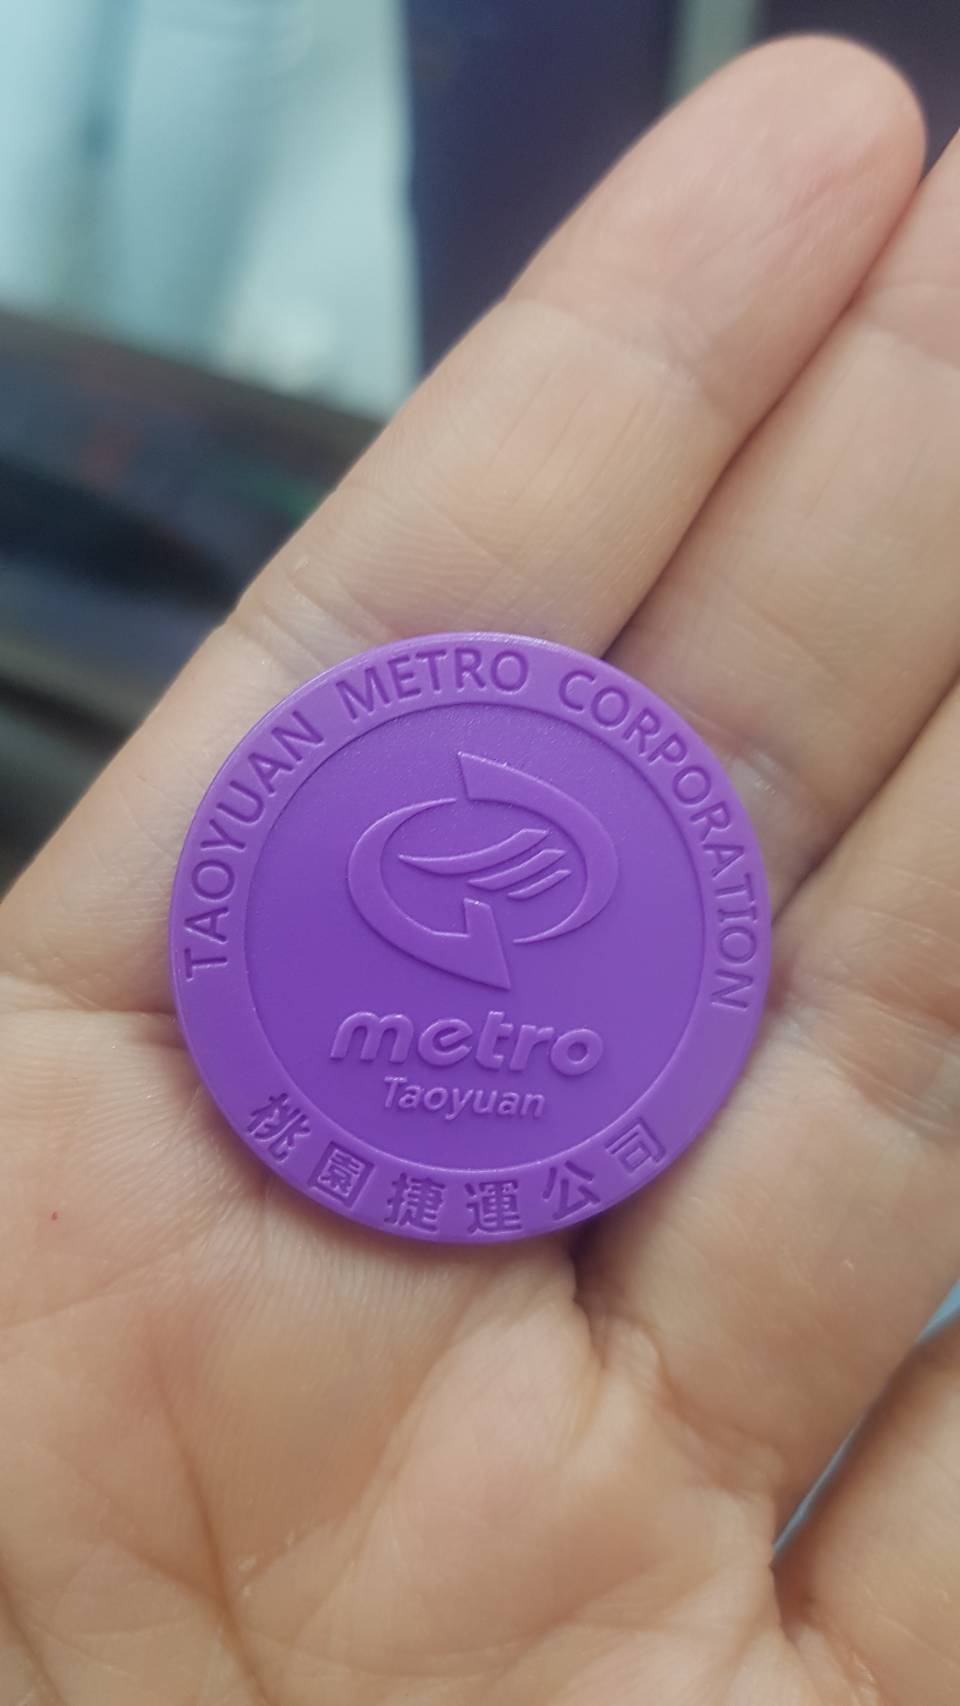 TAOYUAN METRO CORPORATION
metro
Taoyuan
桃園捷運公司